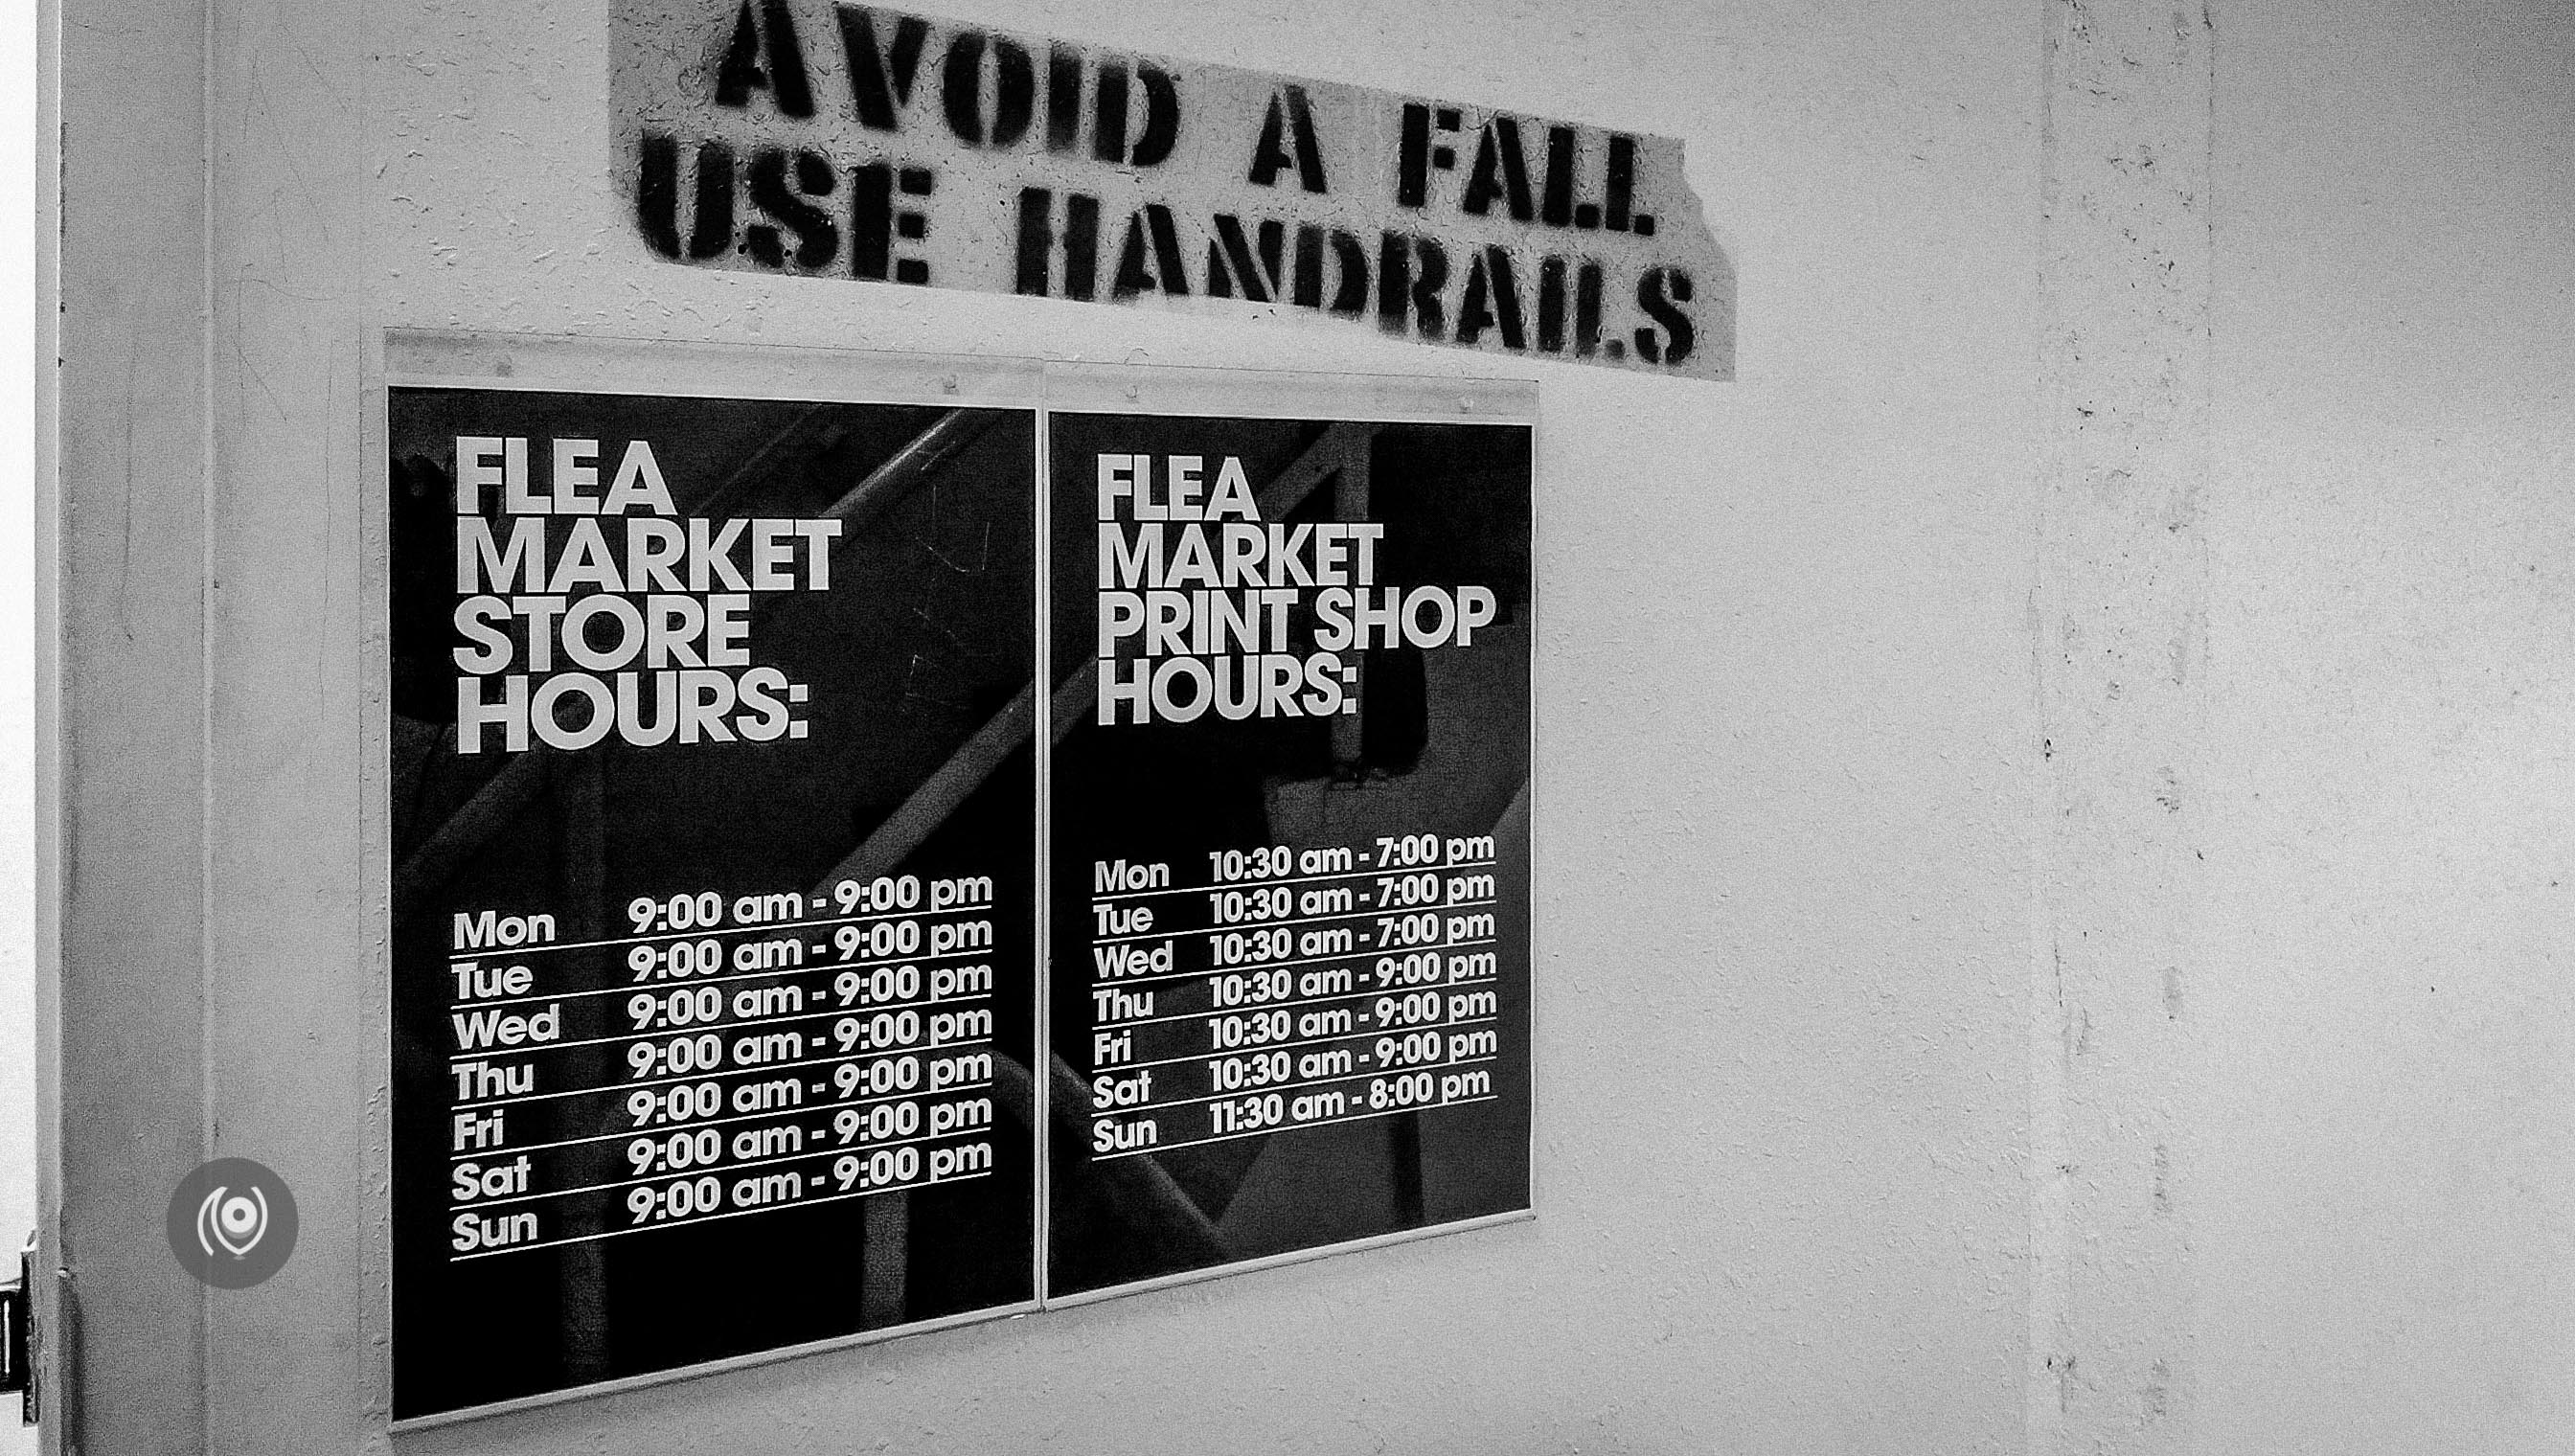 AVOID A FALL
USE HANDRAILS
FLEA
MARKET
STORE
HOURS:
Mon 9:00 am - 9:00 pm
Tue 9:00 am - 9:00 pm
Wed 9:00 am - 9:00 pm
Thu 9:00 am - 9:00 pm
Fri 9:00 am - 9:00 pm
Sat 9:00 am - 9:00 pm
Sun 9:00 am - 9:00 pm
FLEA
MARKET
PRINT SHOP
HOURS:
Mon 10:30 am - 7:00 pm
Tue 10:30 am - 7:00 pm
Wed 10:30 am - 7:00 pm
Thu 10:30 am - 9:00 pm
Fri 10:30 am - 9:00 pm
Sat 10:30 am - 9:00 pm
Sun 11:30 am - 8:00 pm